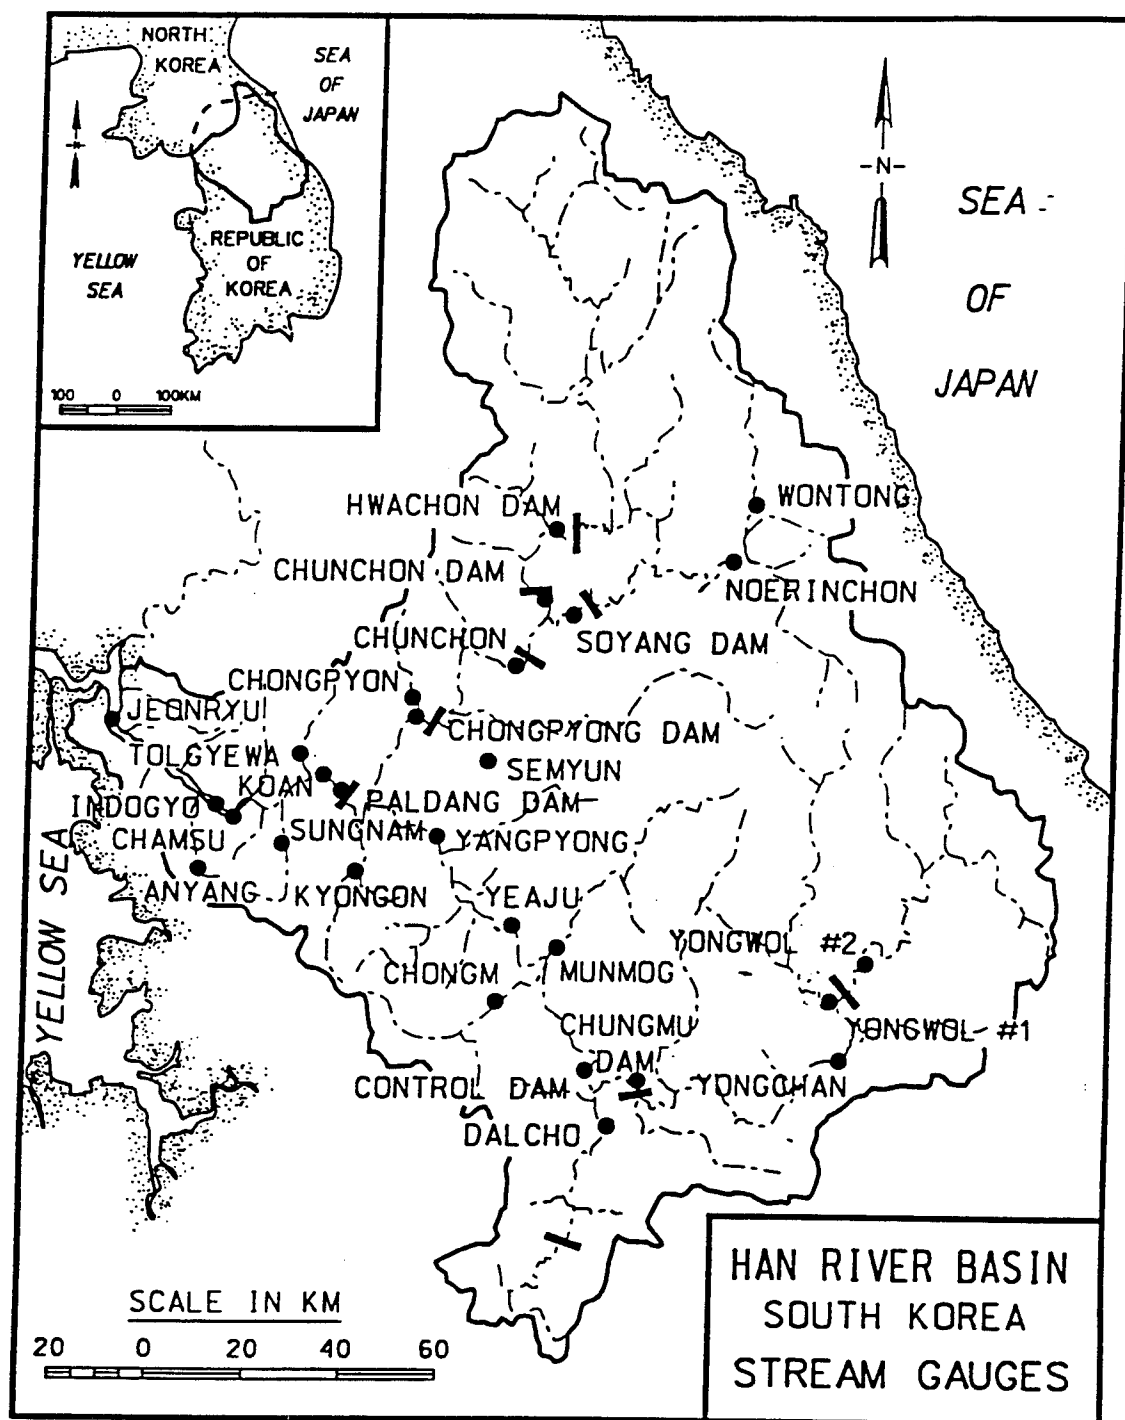 NORTH
KOREA
SEA
OF
JAPAN
-N-
REPUBLIC
OF
KOREA
YELLOW
SEA
100 0 100KM
-N-
SEA
OF
JAPAN
HWACHON DAM
WONTONG
CHUNCHON DAM
NOERINCHON
CHUNCHON
SOYANG DAM
CHONGPYON
JEONRYU
CHONGPYONG DAM
TOLGYEWA
SEMYUN
KOAN
INDOGYO
PALDANG DAM
CHAMSU
SUNGNAM
YANGPYONG
ANYANG
KYONGON
YEAJU
YELLOW SEA
YONGWOL #2
CHONGM
MUNMOG
CHUNGMU
DAM
YONGWOL #1
CONTROL DAM
YONGCHAN
DALCHO
SCALE IN KM
20 0 20 40 60
HAN RIVER BASIN
SOUTH KOREA
STREAM GAUGES